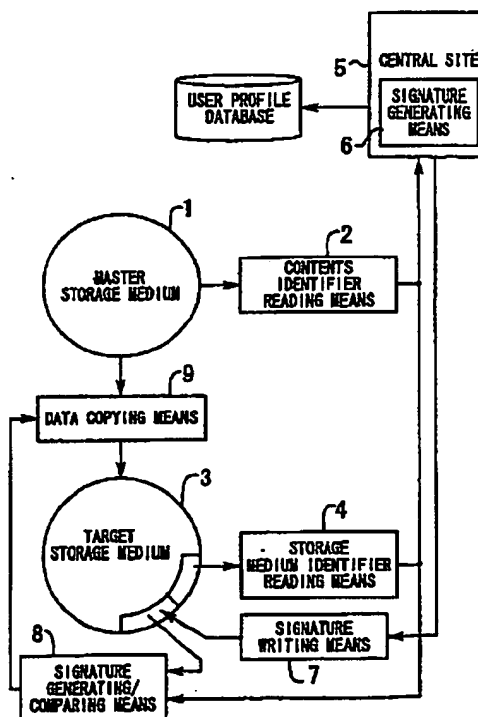 5
CENTRAL SITE
SIGNATURE
GENERATING
MEANS
6
USER PROFILE
DATABASE
1
MASTER
STORAGE MEDIUM
2
CONTENTS
IDENTIFIER
READING MEANS
9
DATA COPYING MEANS
3
TARGET
STORAGE MEDIUM
4
STORAGE
MEDIUM IDENTIFIER
READING MEANS
SIGNATURE
WRITING MEANS
7
8
SIGNATURE
GENERATING/
COMPARING MEANS